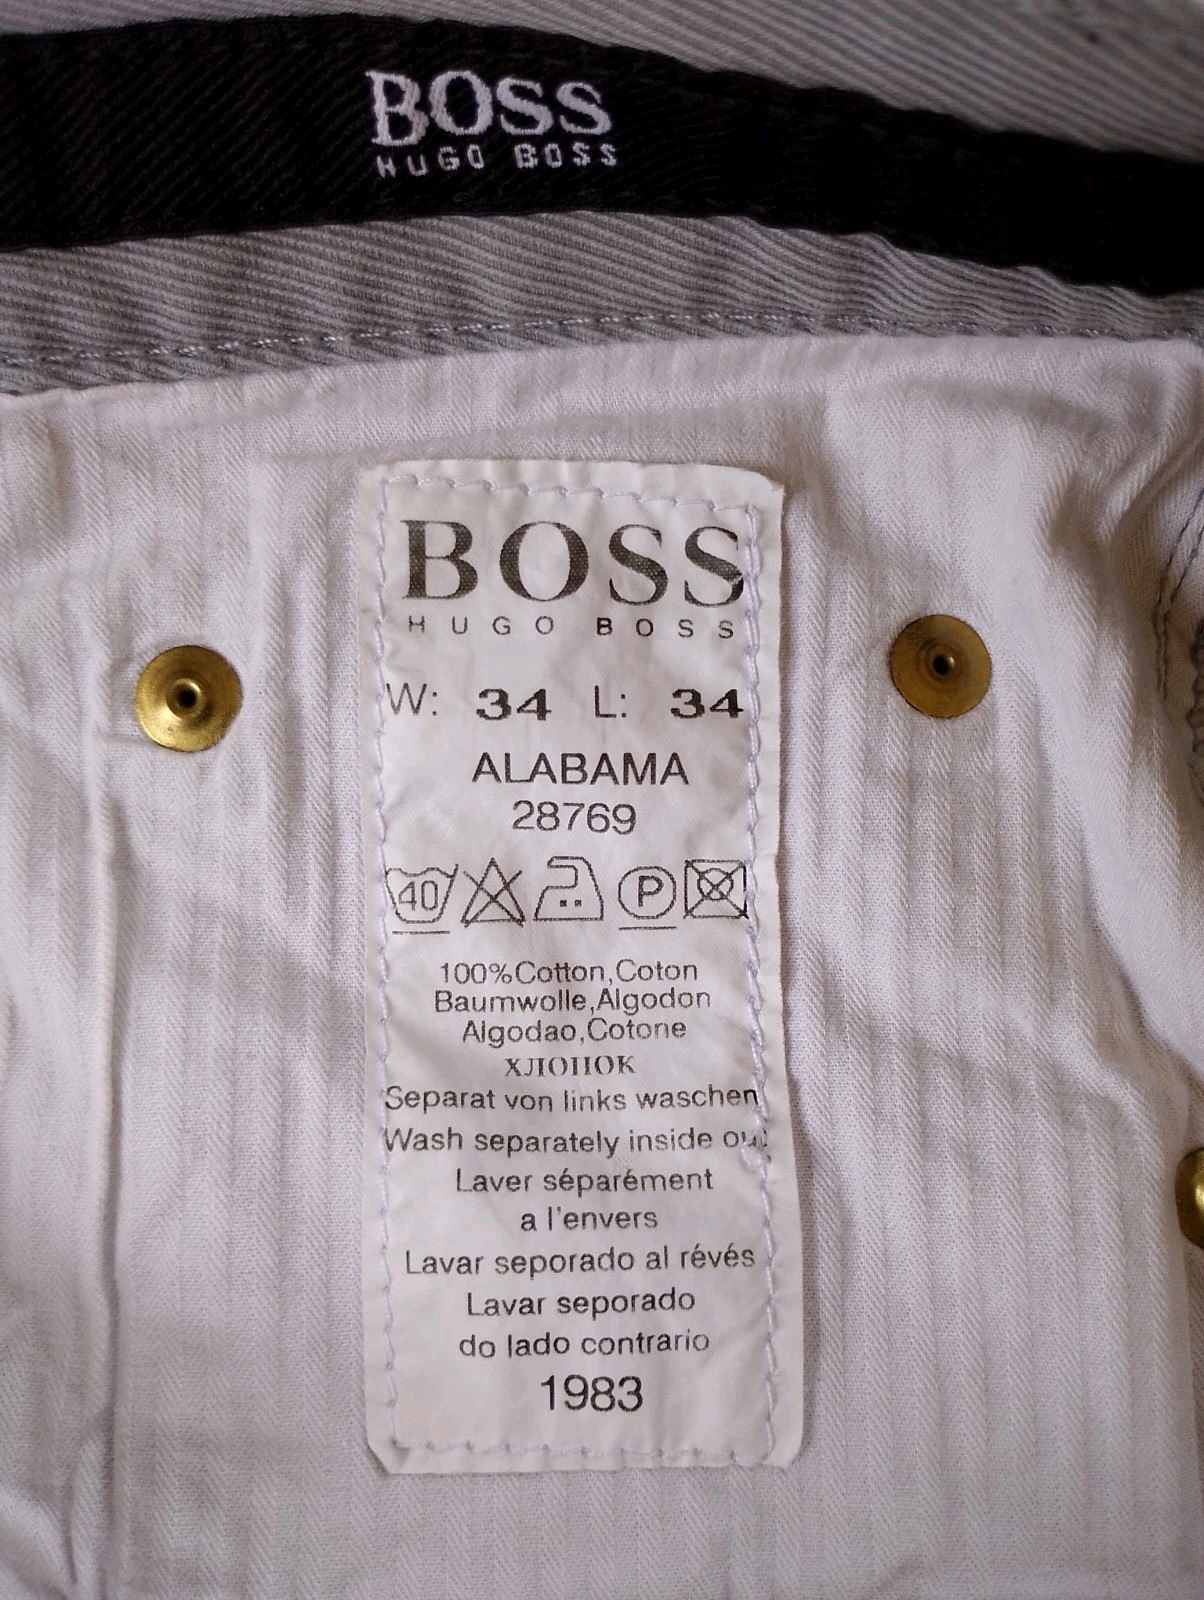 BOSS
HUGO BOSS
BOSS
HUGO BOSS
W: 34 L: 34
ALABAMA
28769
40 P
100%Cotton,Coton
Baumwolle,Algodon
Algodao,Cotone
хлопок
Separat von links waschen
Wash separately inside out
Laver séparément
a l'envers
Lavar seporado al révés
Lavar seporado
do lado contrario
1983